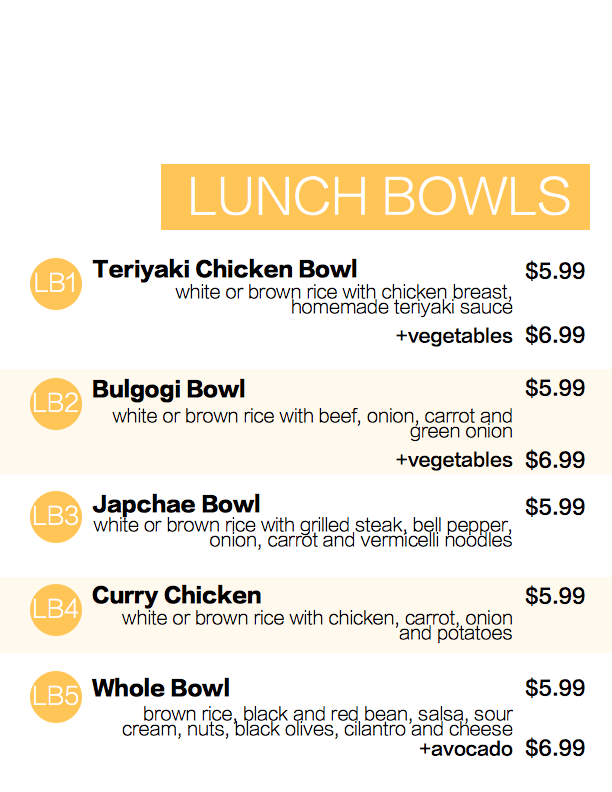 LUNCH BOWLS
LB1 Teriyaki Chicken Bowl $5.99
white or brown rice with chicken breast,
homemade teriyaki sauce
+vegetables $6.99
LB2 Bulgogi Bowl $5.99
white or brown rice with beef, onion, carrot and
green onion
+vegetables $6.99
LB3 Japchae Bowl $5.99
white or brown rice with grilled steak, bell pepper,
onion, carrot and vermicelli noodles
LB4 Curry Chicken $5.99
white or brown rice with chicken, carrot, onion
and potatoes
LB5 Whole Bowl $5.99
brown rice, black and red bean, salsa, sour
cream, nuts, black olives, cilantro and cheese
+avocado $6.99